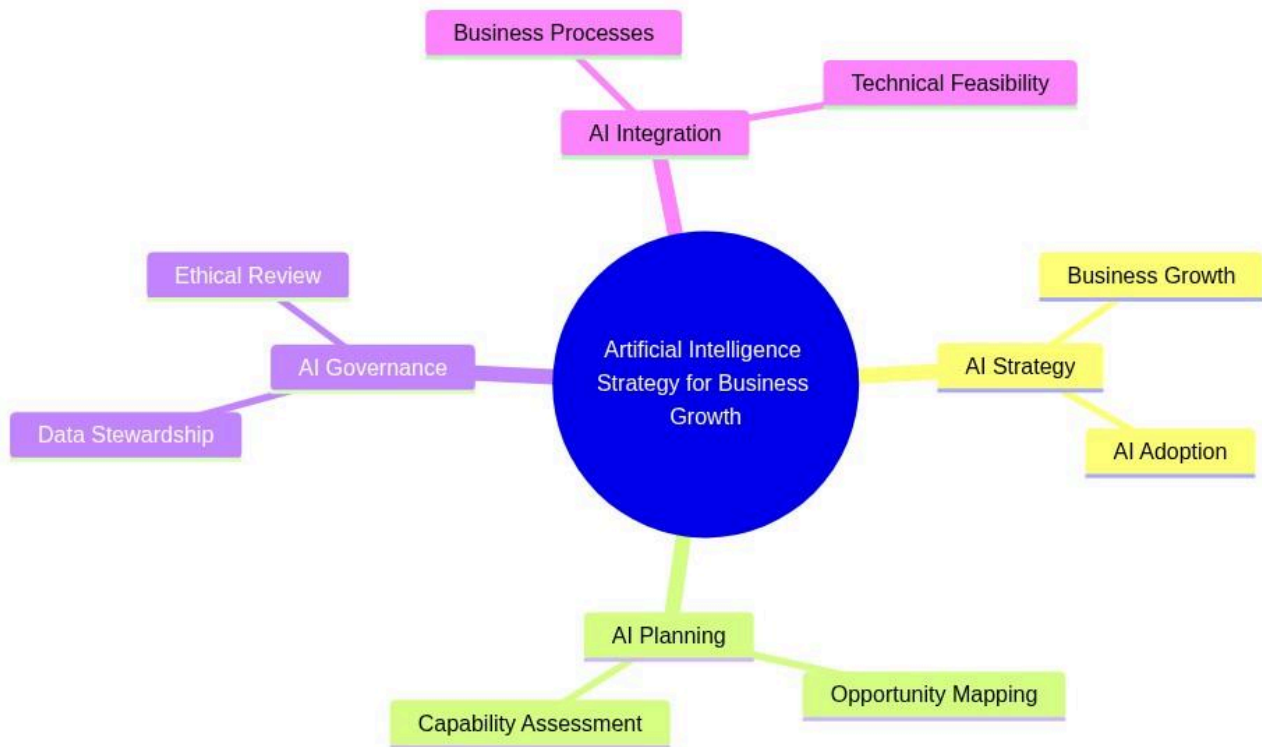 Business Processes
Technical Feasibility
AI Integration
Ethical Review
Business Growth
Artificial Intelligence
Strategy for Business
Growth
AI Governance
AI Strategy
Data Stewardship
AI Adoption
AI Planning
Opportunity Mapping
Capability Assessment